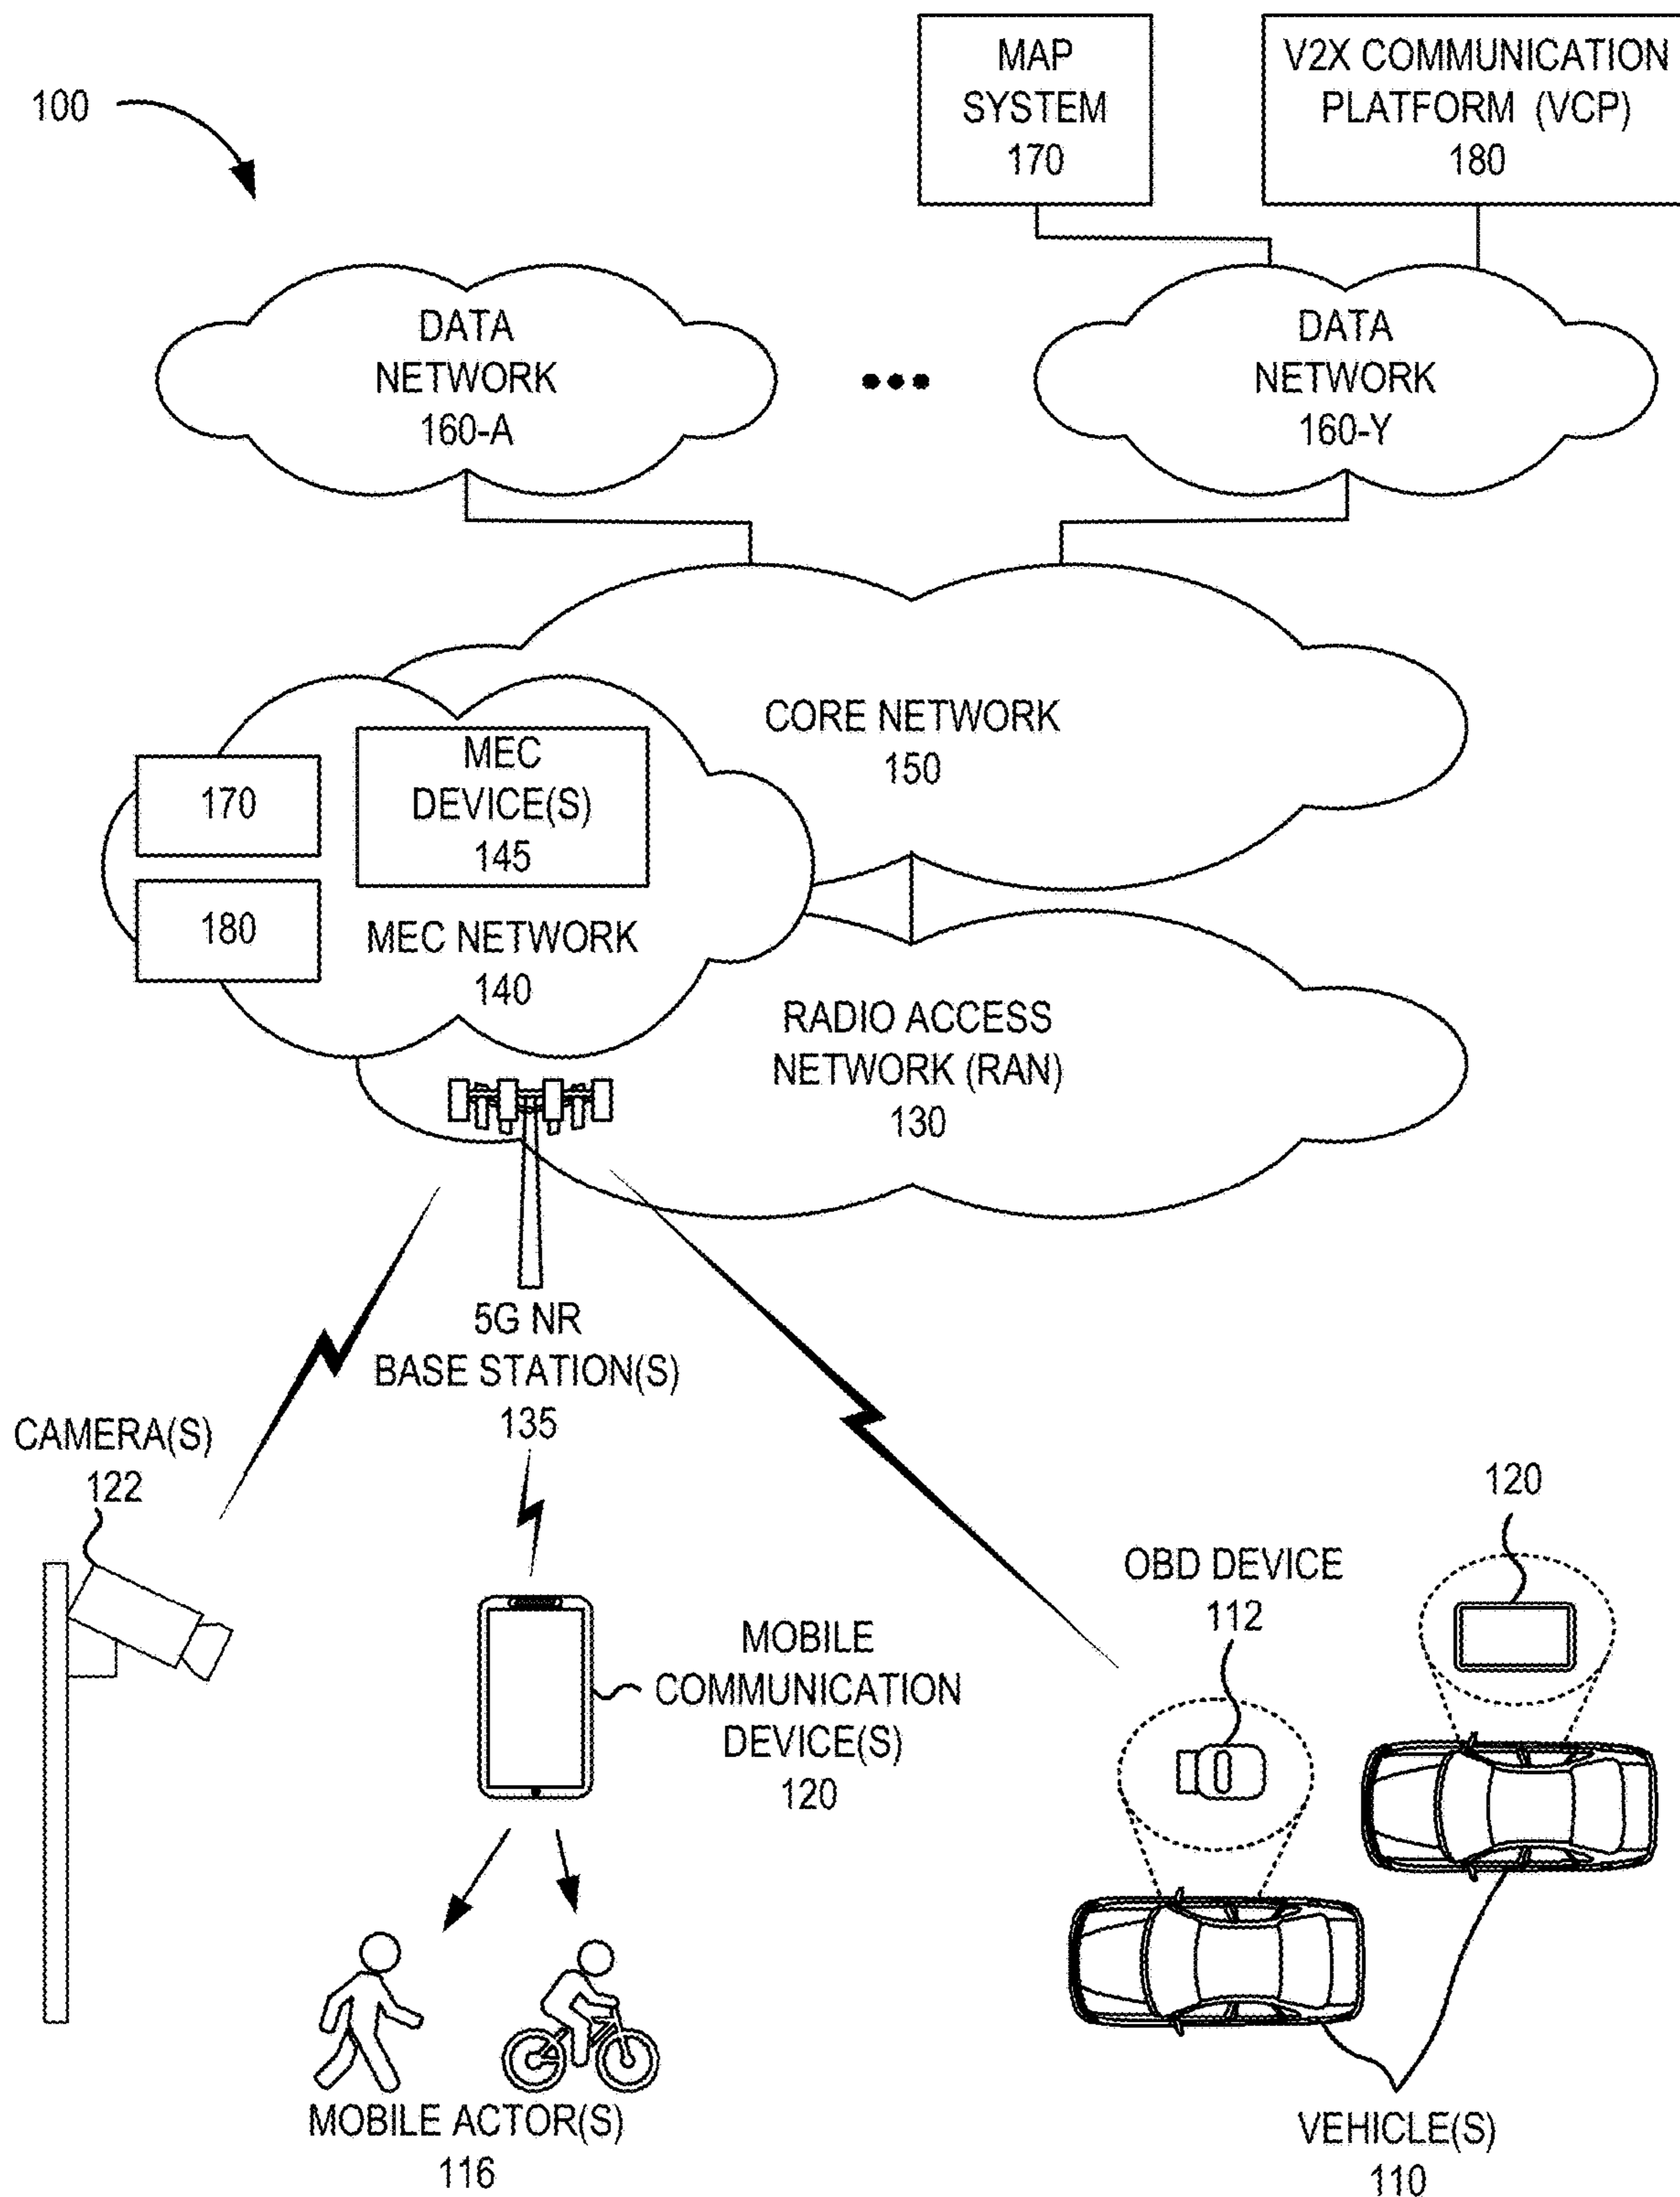 100
MAP
SYSTEM
170
V2X COMMUNICATION
PLATFORM (VCP)
180
DATA
NETWORK
160-A
DATA
NETWORK
160-Y
CORE NETWORK
150
170
MEC
DEVICE(S)
145
180
MEC NETWORK
140
RADIO ACCESS
NETWORK (RAN)
130
5G NR
BASE STATION(S)
135
CAMERA(S)
122
MOBILE
COMMUNICATION
DEVICE(S)
120
OBD DEVICE
112
120
MOBILE ACTOR(S)
116
VEHICLE(S)
110